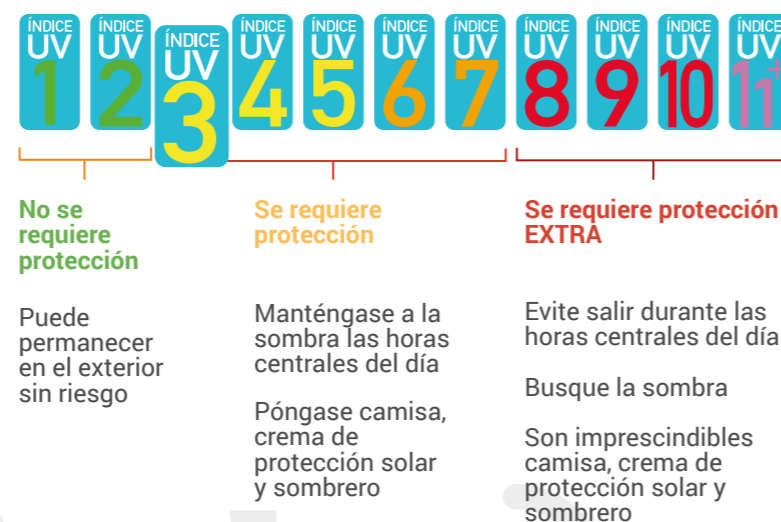 ÍNDICE
UV
1
ÍNDICE
UV
2
ÍNDICE
UV
3
ÍNDICE
UV
4
ÍNDICE
UV
5
ÍNDICE
UV
6
ÍNDICE
UV
7
ÍNDICE
UV
8
ÍNDICE
UV
9
ÍNDICE
UV
10
ÍNDICE
UV
11+
No se
requiere
protección
Puede
permanecer
en el exterior
sin riesgo
Se requiere
protección
Manténgase a la
sombra las horas
centrales del día
Póngase camisa,
crema de
protección solar
y sombrero
Se requiere protección
EXTRA
Evite salir durante las
horas centrales del día
Busque la sombra
Son imprescindibles
camisa, crema de
protección solar y
sombrero